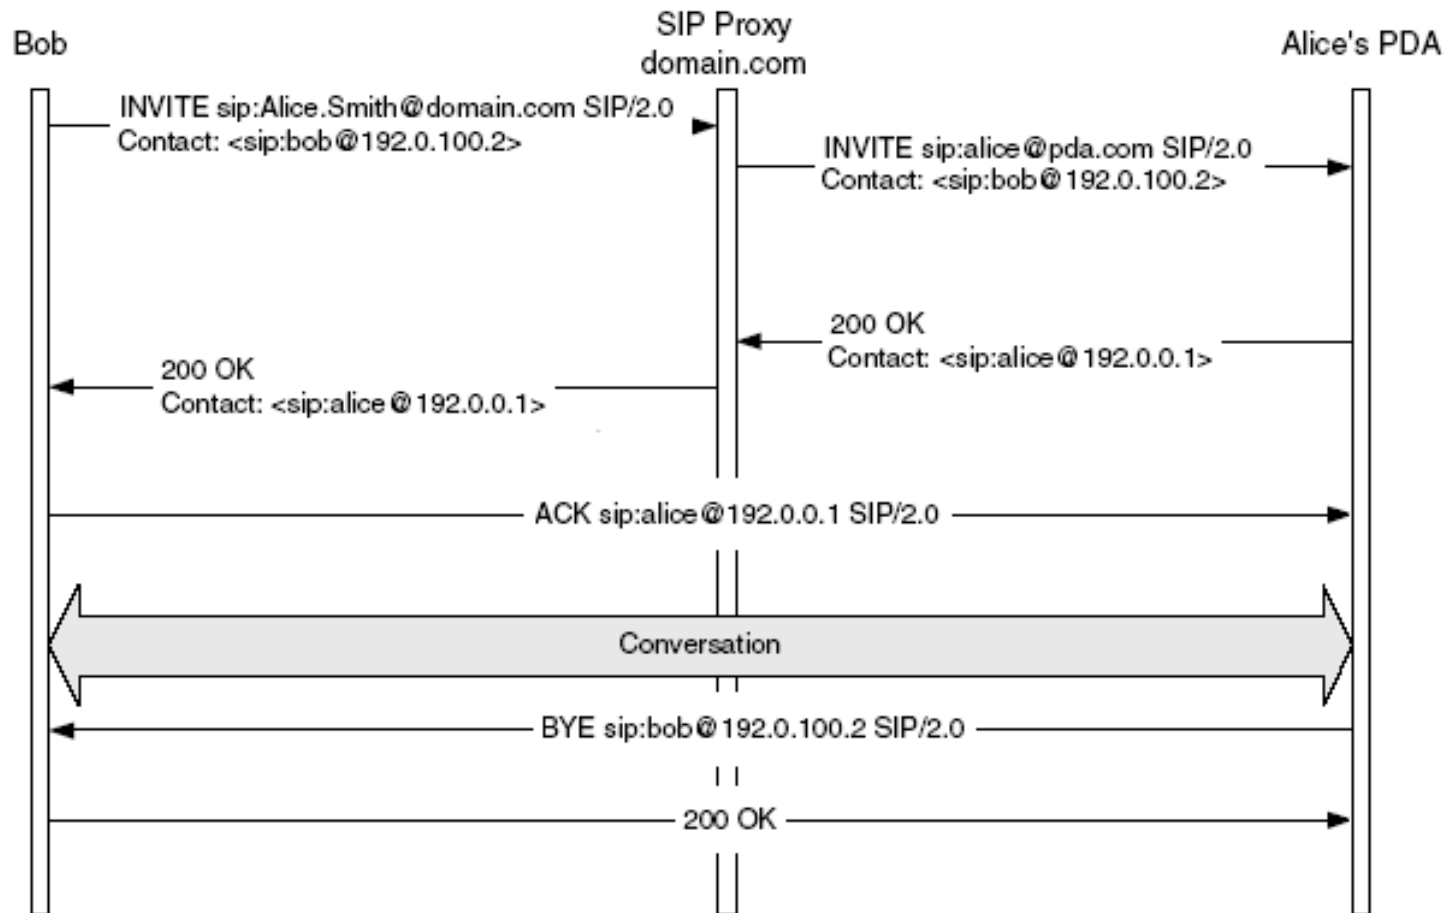 Bob
SIP Proxy
domain.com
Alice's PDA
INVITE sip:Alice.Smith@domain.com SIP/2.0
Contact: <sip:bob@192.0.100.2>
INVITE sip:alice@pda.com SIP/2.0
Contact: <sip:bob@192.0.100.2>
200 OK
Contact: <sip:alice@192.0.0.1>
200 OK
Contact: <sip:alice@192.0.0.1>
ACK sip:alice@192.0.0.1 SIP/2.0
Conversation
BYE sip:bob@192.0.100.2 SIP/2.0
200 OK